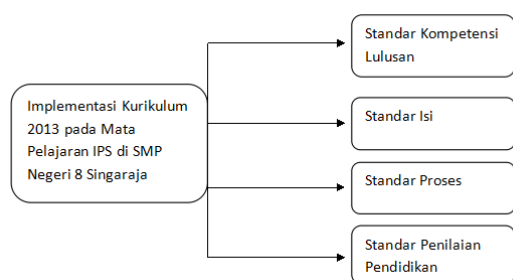 Implementasi Kurikulum
2013 pada Mata
Pelajaran IPS di SMP
Negeri 8 Singaraja
Standar Kompetensi
Lulusan
Standar Isi
Standar Proses
Standar Penilaian
Pendidikan